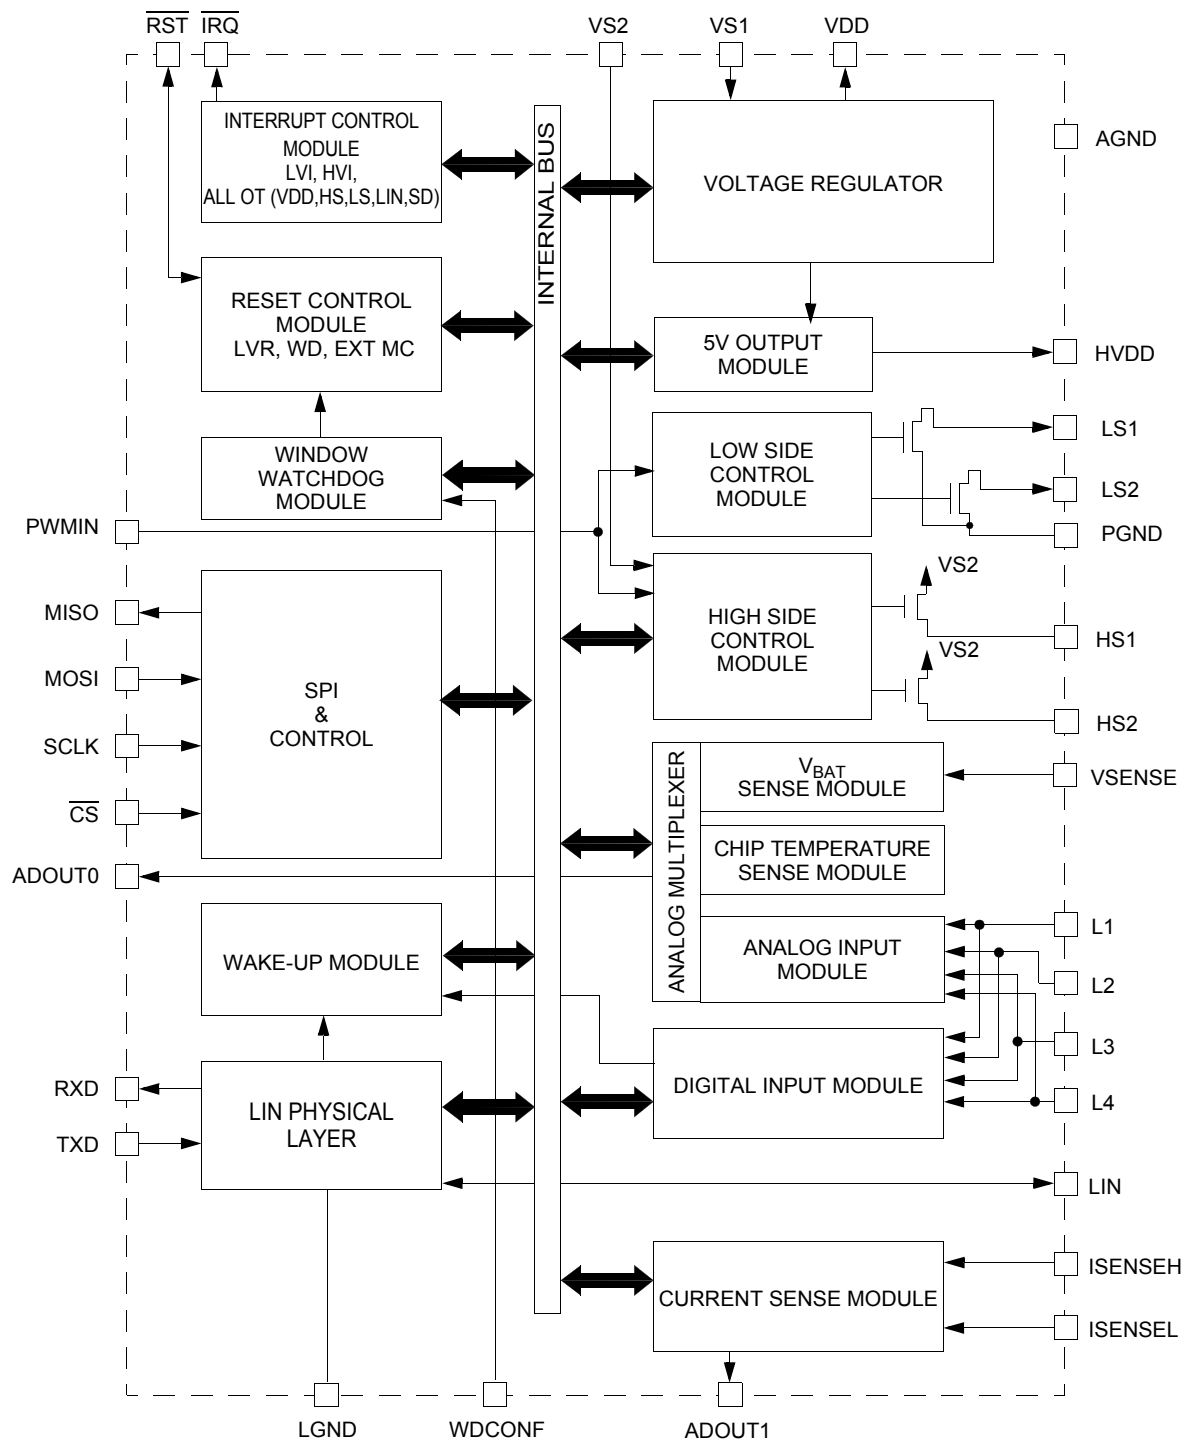 RST IRQ VS2 VS1 VDD
INTERRUPT CONTROL
MODULE
LVI, HVI,
ALL OT (VDD,HS,LS,LIN,SD)
INTERNAL BUS
VOLTAGE REGULATOR
AGND
RESET CONTROL
MODULE
LVR, WD, EXT MC
5V OUTPUT
MODULE
HVDD
WINDOW
WATCHDOG
MODULE
LOW SIDE
CONTROL
MODULE
LS1
LS2
PGND
PWMIN
MISO
MOSI
SCLK
CS
SPI
&
CONTROL
HIGH SIDE
CONTROL
MODULE
VS2
HS1
VS2
HS2
ADOUT0
ANALOG MULTIPLEXER
VBAT
SENSE MODULE
VSENSE
CHIP TEMPERATURE
SENSE MODULE
WAKE-UP MODULE
ANALOG INPUT
MODULE
L1
L2
L3
L4
DIGITAL INPUT MODULE
RXD
TXD
LIN PHYSICAL
LAYER
LIN
CURRENT SENSE MODULE
ISENSEH
ISENSEL
LGND WDCONF ADOUT1